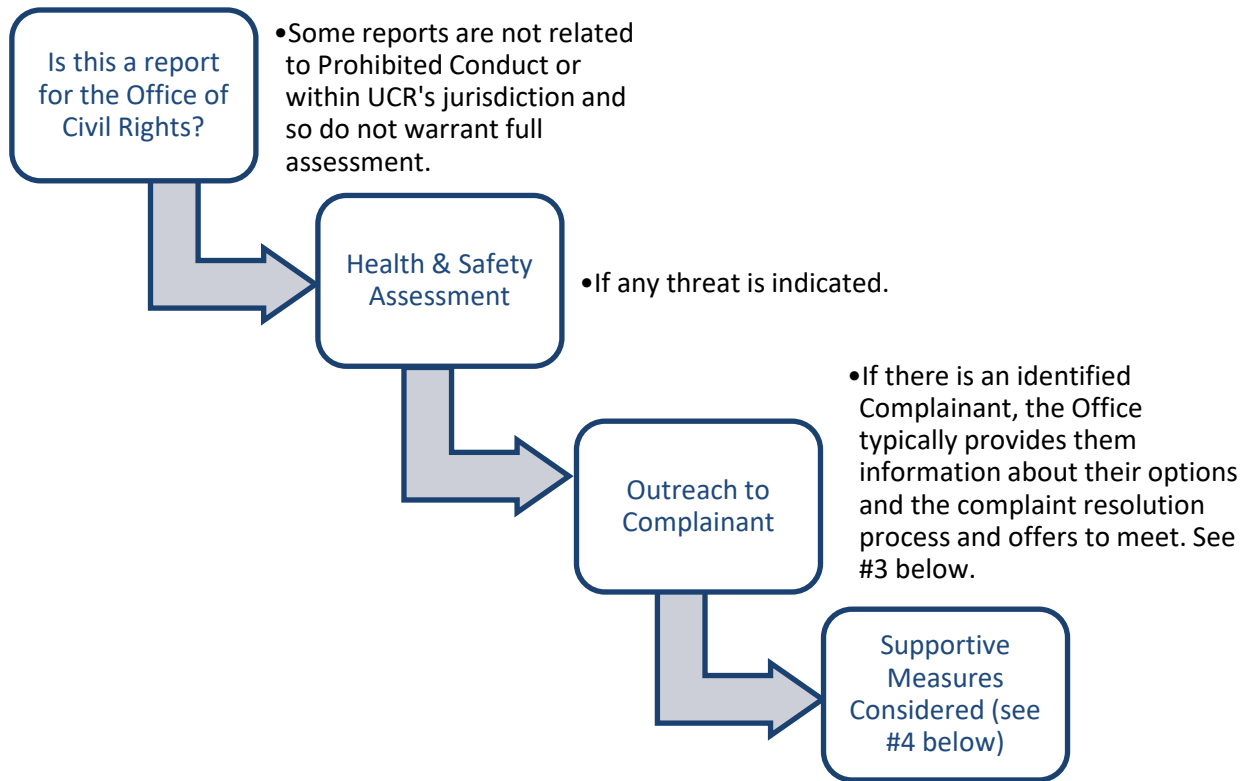 Is this a report
for the Office of
Civil Rights?
•Some reports are not related
to Prohibited Conduct or
within UCR's jurisdiction and
so do not warrant full
assessment.
Health & Safety
Assessment
•If any threat is indicated.
Outreach to
Complainant
•If there is an identified
Complainant, the Office
typically provides them
information about their options
and the complaint resolution
process and offers to meet. See
#3 below.
Supportive
Measures
Considered (see
#4 below)